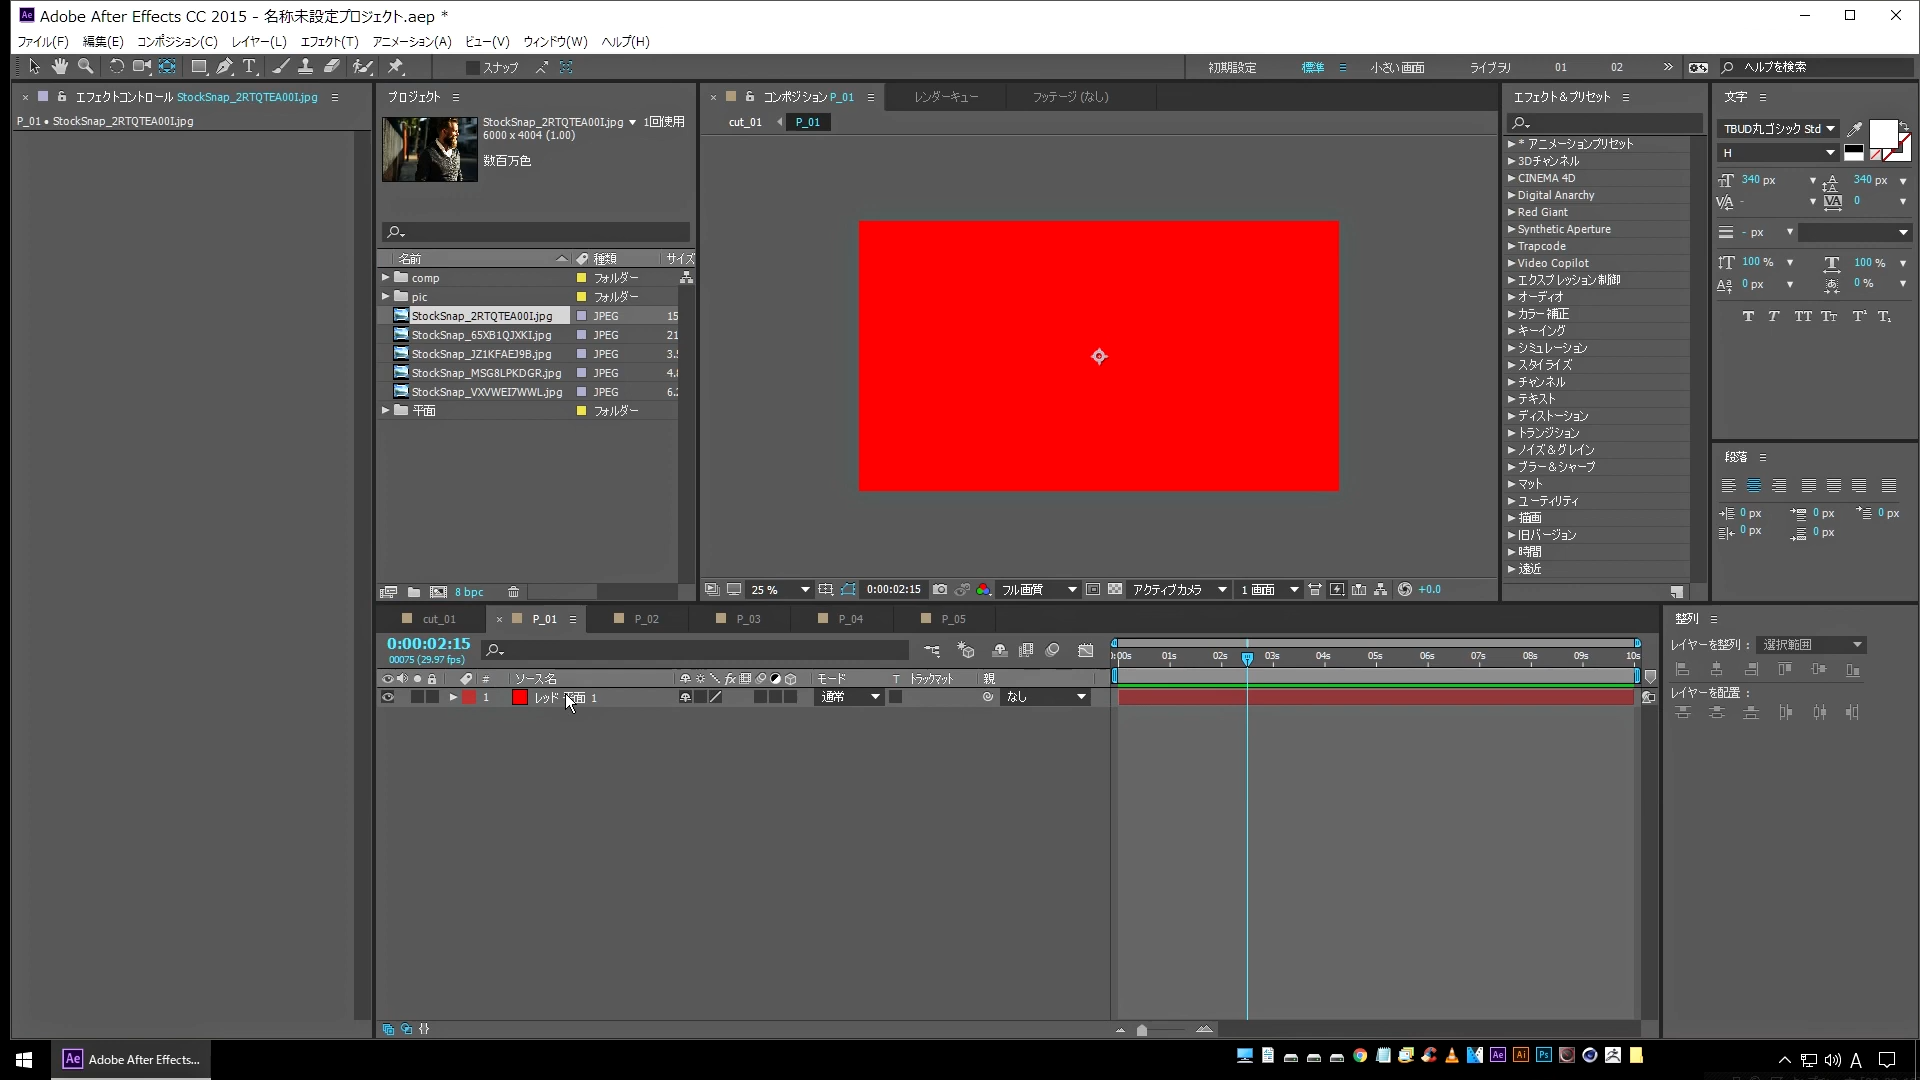 Adobe After Effects CC 2015 - 名称未設定プロジェクト.aep *
ファイル(F) 編集(E) コンポジション(C) レイヤー(L) エフェクト(T) アニメーション(A) ビュー(V) ウィンドウ(W) ヘルプ(H)
スナップ 初期設定 標準 小さい画面 ライブラリ 01 02 ヘルプを検索
エフェクトコントロール StockSnap_2RTQTEA00I.jpg
P_01 • StockSnap_2RTQTEA00I.jpg
プロジェクト
StockSnap_2RTQTEA00I.jpg ▼ 1回使用
6000 x 4004 (1.00)
数百万色
名前 種類 サイズ
comp フォルダー
pic フォルダー
StockSnap_2RTQTEA00I.jpg JPEG 15
StockSnap_65XB1QJXKI.jpg JPEG 21
StockSnap_JZ1KFAEJ9B.jpg JPEG 3.5
StockSnap_MSG8LPKDGR.jpg JPEG 4.8
StockSnap_VXVWEI7WWL.jpg JPEG 6.2
平面 フォルダー
8 bpc
コンポジション P_01 レンダーキュー フッテージ (なし)
cut_01 P_01
25 % 0:00:02:15 フル画質 アクティブカメラ 1 画面 +0.0
エフェクト&プリセット
* アニメーションプリセット
3Dチャンネル
CINEMA 4D
Digital Anarchy
Red Giant
Synthetic Aperture
Trapcode
Video Copilot
エクスプレッション制御
オーディオ
カラー補正
キーイング
シミュレーション
スタイライズ
チャンネル
テキスト
ディストーション
トランジション
ノイズ&グレイン
ブラー&シャープ
マット
ユーティリティ
描画
旧バージョン
時間
遠近
文字
TBUD丸ゴシック Std
H
340 px 340 px
- 0
- px
100 % 100 %
0 px 0 %
T T TT Tт T¹ T₁
段落
0 px 0 px 0 px
0 px 0 px
cut_01 P_01 P_02 P_03 P_04 P_05
0:00:02:15
00075 (29.97 fps)
):00s 01s 02s 03s 04s 05s 06s 07s 08s 09s 10s
# ソース名 fx モード T トラックマット 親
1 レッド 平面 1 通常 なし
整列
レイヤーを整列 : 選択範囲
レイヤーを配置 :
Ae Adobe After Effects... A